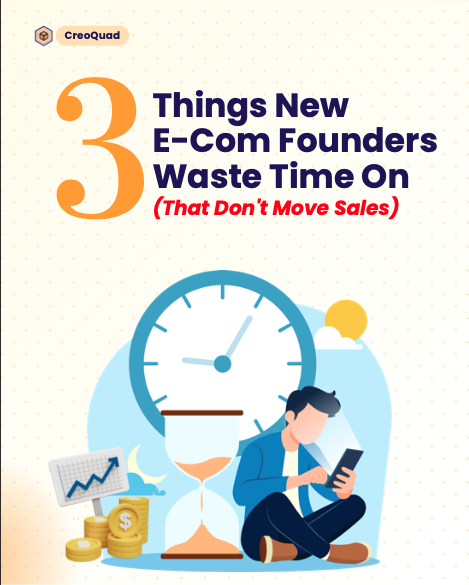 CreoQuad
3
Things New
E-Com Founders
Waste Time On
(That Don't Move Sales)
$